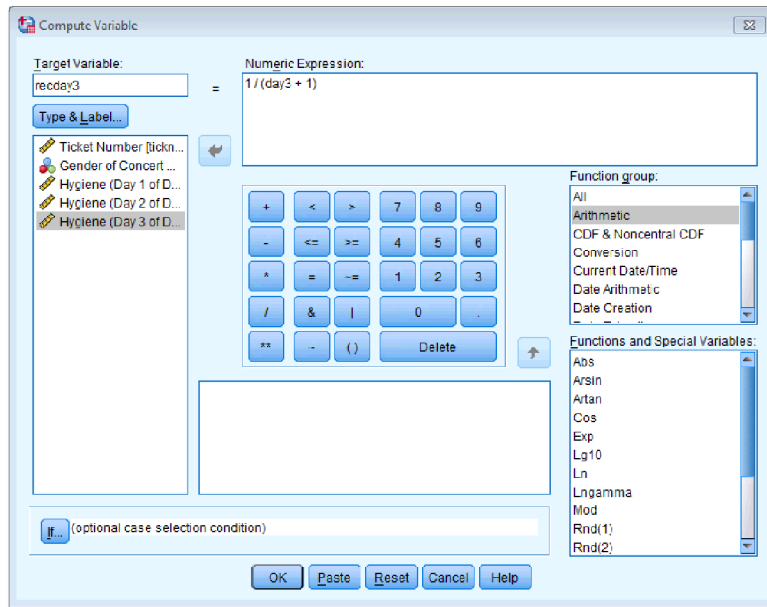 Compute Variable
Target Variable:
recday3
=
Numeric Expression:
1 / (day3 + 1)
Type & Label...
Ticket Number [tickn...
Gender of Concert ...
Hygiene (Day 1 of D...
Hygiene (Day 2 of D...
Hygiene (Day 3 of D...
+ < > 7 8 9
- <= >= 4 5 6
* = ~= 1 2 3
/ & | 0 .
** ~ ( ) Delete
Function group:
All
Arithmetic
CDF & Noncentral CDF
Conversion
Current Date/Time
Date Arithmetic
Date Creation
Functions and Special Variables:
Abs
Arsin
Artan
Cos
Exp
Lg10
Ln
Lngamma
Mod
Rnd(1)
Rnd(2)
If... (optional case selection condition)
OK Paste Reset Cancel Help